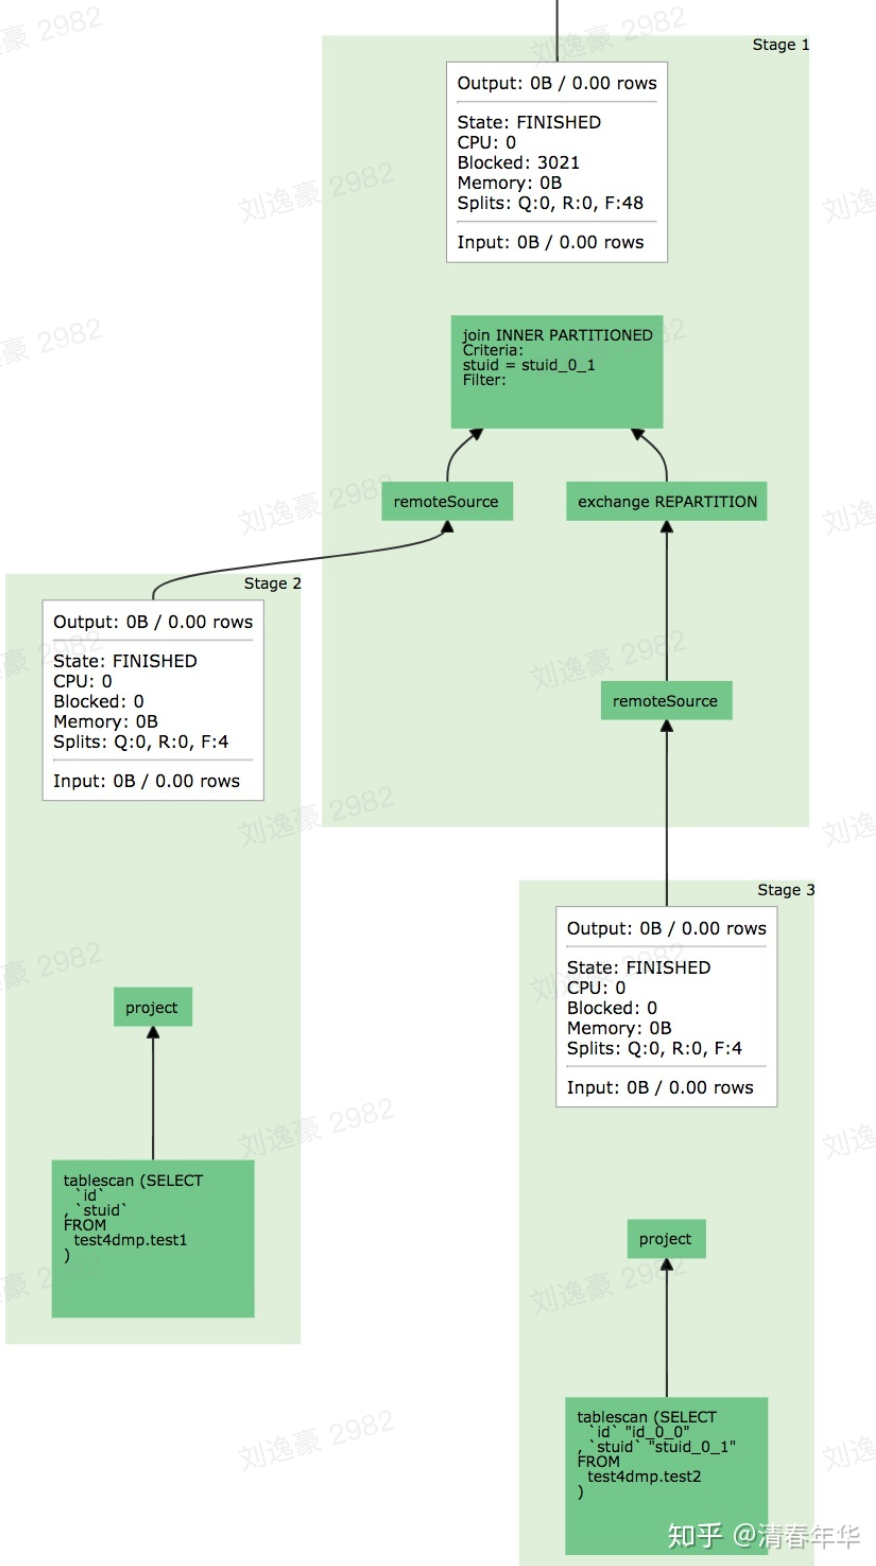 Stage 1
Output: 0B / 0.00 rows
State: FINISHED
CPU: 0
Blocked: 3021
Memory: 0B
Splits: Q:0, R:0, F:48
Input: 0B / 0.00 rows
join INNER PARTITIONED
Criteria:
stuid = stuid_0_1
Filter:
remoteSource
exchange REPARTITION
remoteSource
Stage 2
Output: 0B / 0.00 rows
State: FINISHED
CPU: 0
Blocked: 0
Memory: 0B
Splits: Q:0, R:0, F:4
Input: 0B / 0.00 rows
project
tablescan (SELECT
`id`
, `stuid`
FROM
test4dmp.test1
)
Stage 3
Output: 0B / 0.00 rows
State: FINISHED
CPU: 0
Blocked: 0
Memory: 0B
Splits: Q:0, R:0, F:4
Input: 0B / 0.00 rows
project
tablescan (SELECT
`id` "id_0_0"
, `stuid` "stuid_0_1"
FROM
test4dmp.test2
)
刘逸豪 2982
知乎 @清春年华